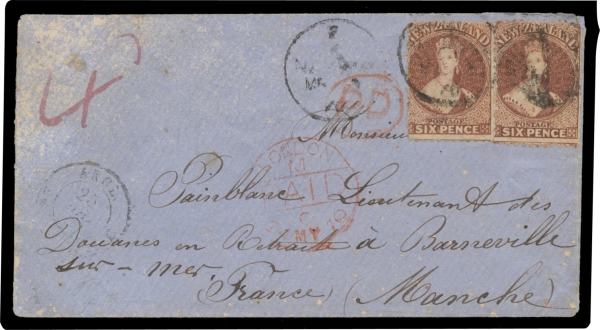 NEW ZEALAND NEW ZEALAND
POSTAGE POSTAGE
SIX PENCE SIX PENCE
4
PD
Monsieur
LONDON
PAID
MY
Painblanc Lieutenant des
Douanes en Retraite à Barneville
sur-mer,
France (Manche)